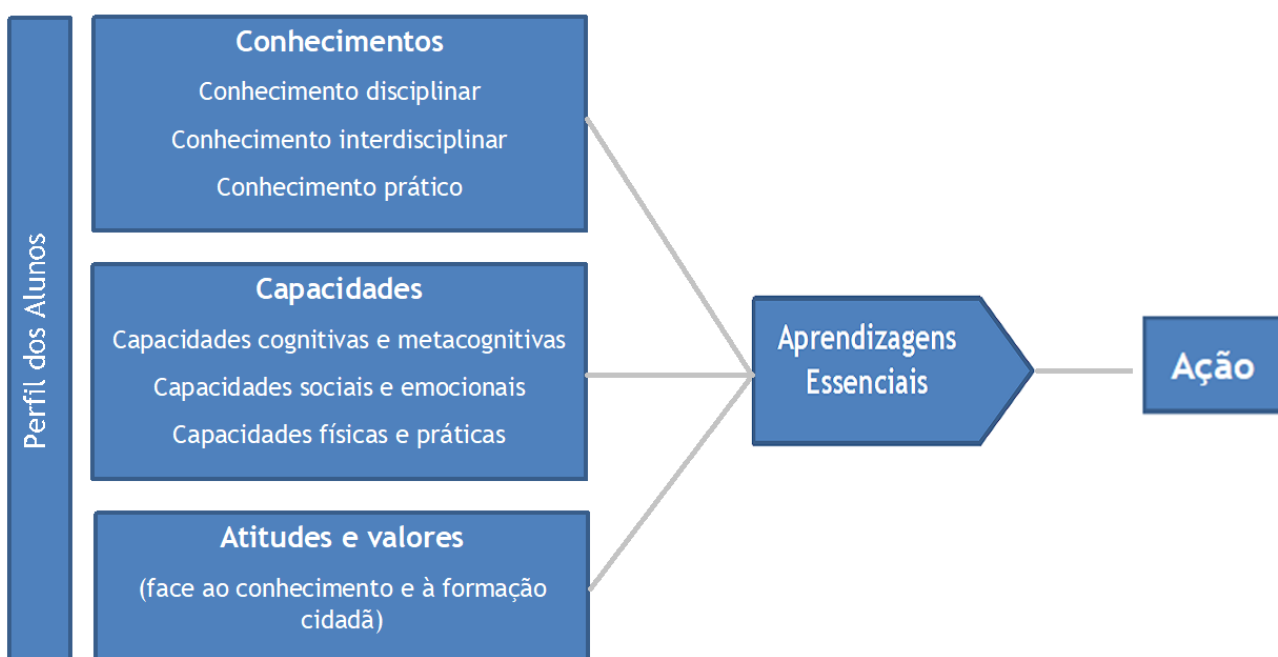 Perfil dos Alunos
Conhecimentos
Conhecimento disciplinar
Conhecimento interdisciplinar
Conhecimento prático
Capacidades
Capacidades cognitivas e metacognitivas
Capacidades sociais e emocionais
Capacidades físicas e práticas
Atitudes e valores
(face ao conhecimento e à formação
cidadã)
Aprendizagens
Essenciais
Ação